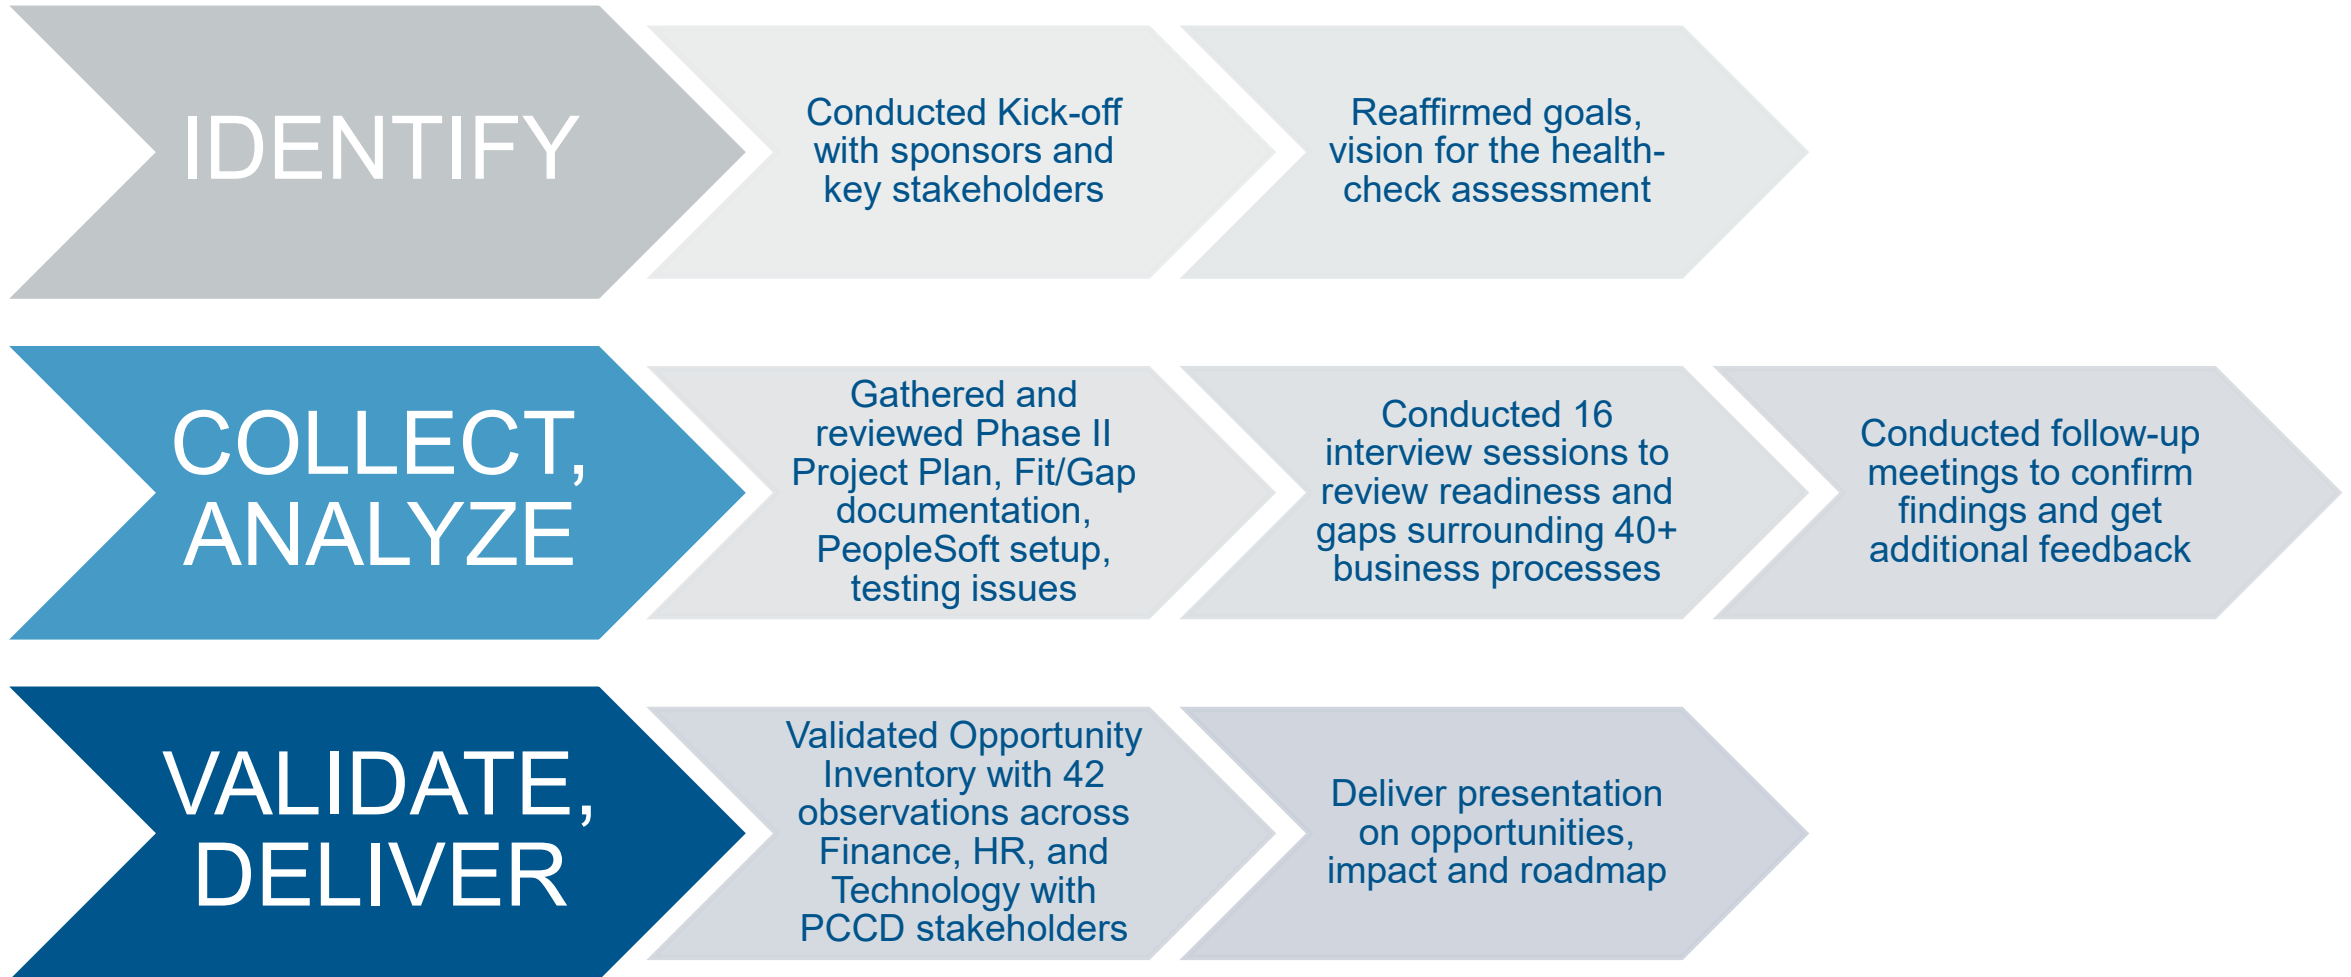 IDENTIFY
Conducted Kick-off
with sponsors and
key stakeholders
Reaffirmed goals,
vision for the health-
check assessment
COLLECT,
ANALYZE
Gathered and
reviewed Phase II
Project Plan, Fit/Gap
documentation,
PeopleSoft setup,
testing issues
Conducted 16
interview sessions to
review readiness and
gaps surrounding 40+
business processes
Conducted follow-up
meetings to confirm
findings and get
additional feedback
VALIDATE,
DELIVER
Validated Opportunity
Inventory with 42
observations across
Finance, HR, and
Technology with
PCCD stakeholders
Deliver presentation
on opportunities,
impact and roadmap